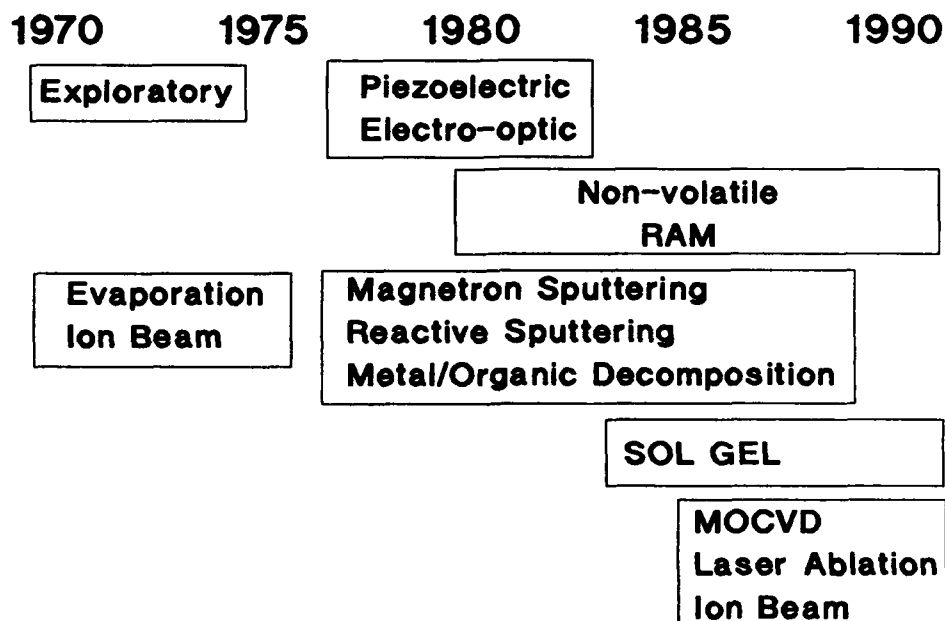 1970 1975 1980 1985 1990
Exploratory
Piezoelectric
Electro-optic
Non-volatile
RAM
Evaporation
Ion Beam
Magnetron Sputtering
Reactive Sputtering
Metal/Organic Decomposition
SOL GEL
MOCVD
Laser Ablation
Ion Beam